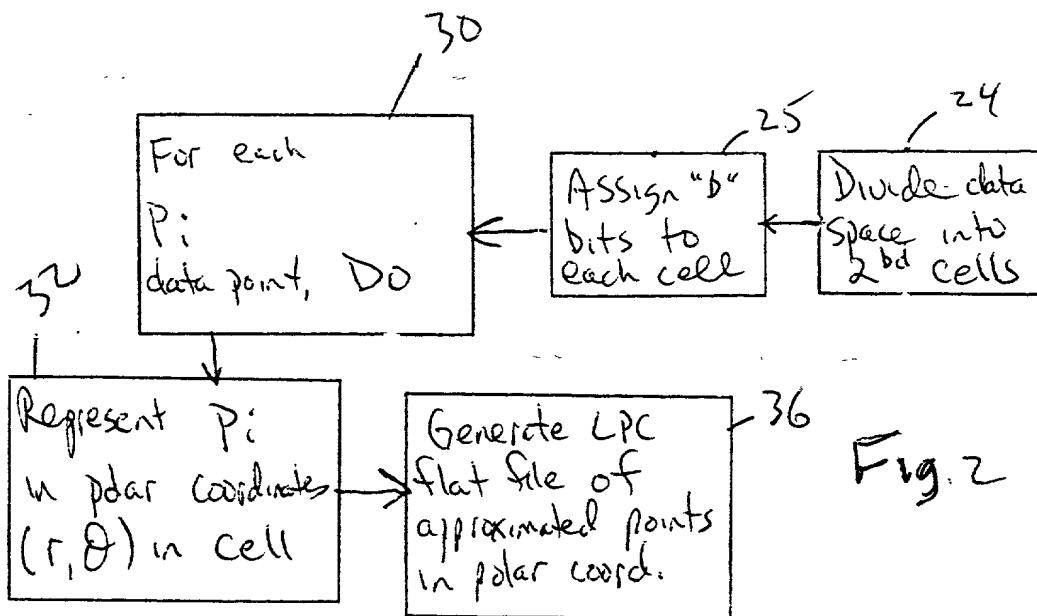 30
For each
Pi
data point, Do
25
Assign "b"
bits to
each cell
24
Divide data
space into
2^bd cells
32
Represent Pi
in polar coordinates
(r, θ) in cell
Generate LPC
flat file of
approximated points
in polar coord.
36
Fig. 2